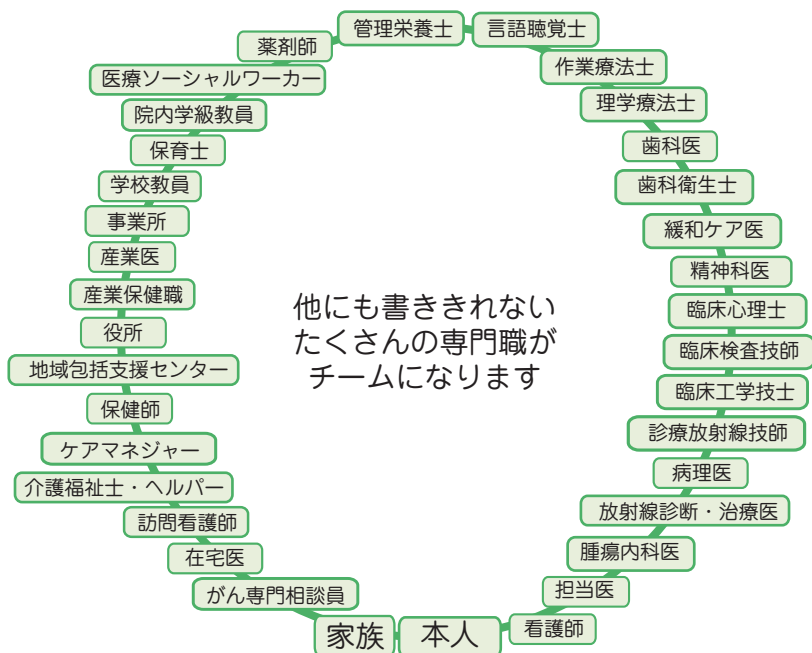 管理栄養士
言語聴覚士
作業療法士
理学療法士
歯科医
歯科衛生士
緩和ケア医
精神科医
臨床心理士
臨床検査技師
臨床工学技士
診療放射線技師
病理医
放射線診断・治療医
腫瘍内科医
担当医
看護師
本人
家族
がん専門相談員
在宅医
訪問看護師
介護福祉士・ヘルパー
ケアマネジャー
保健師
地域包括支援センター
役所
産業保健職
産業医
事業所
学校教員
保育士
院内学級教員
医療ソーシャルワーカー
薬剤師
他にも書ききれない
たくさんの専門職が
チームになります